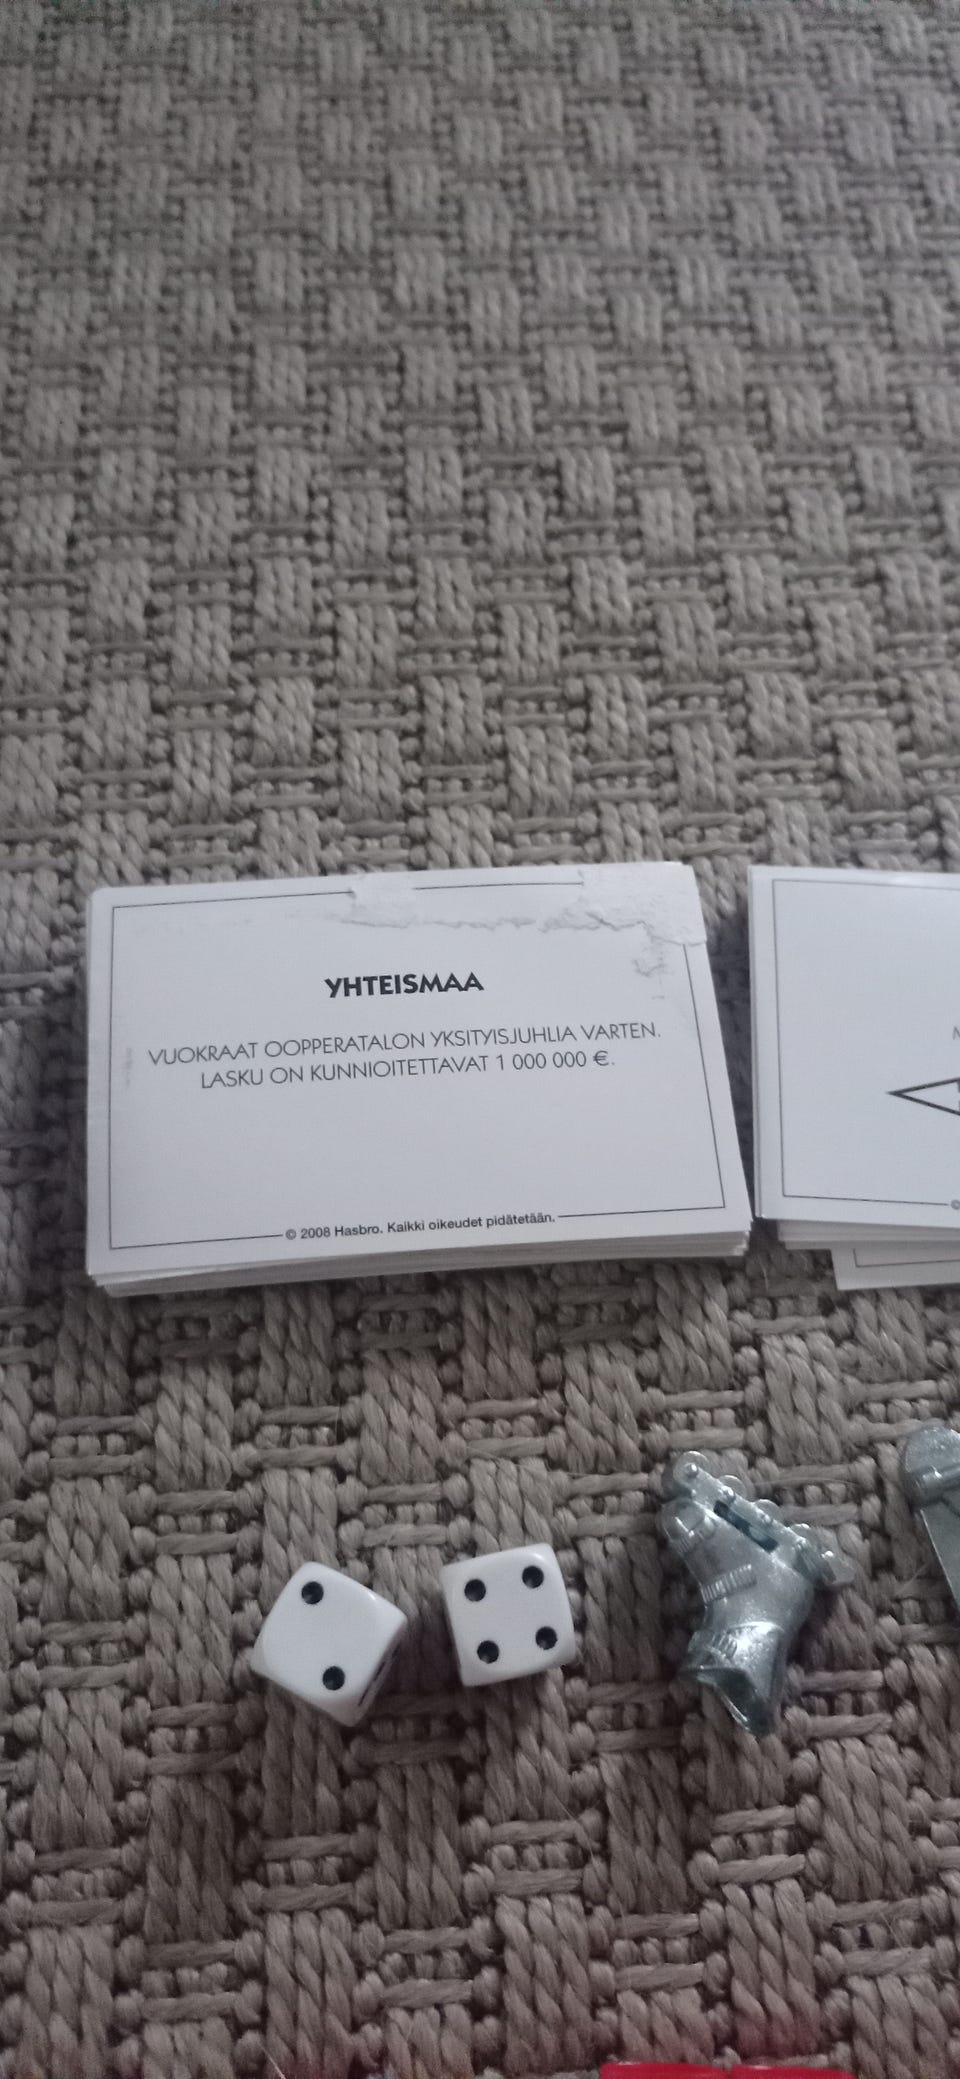 YHTEISMAA
VUOKRAAT OOPPERATALON YKSITYISJUHLIA VARTEN.
LASKU ON KUNNIOITETTAVAT 1 000 000 €.
© 2008 Hasbro. Kaikki oikeudet pidätetään.
M
©